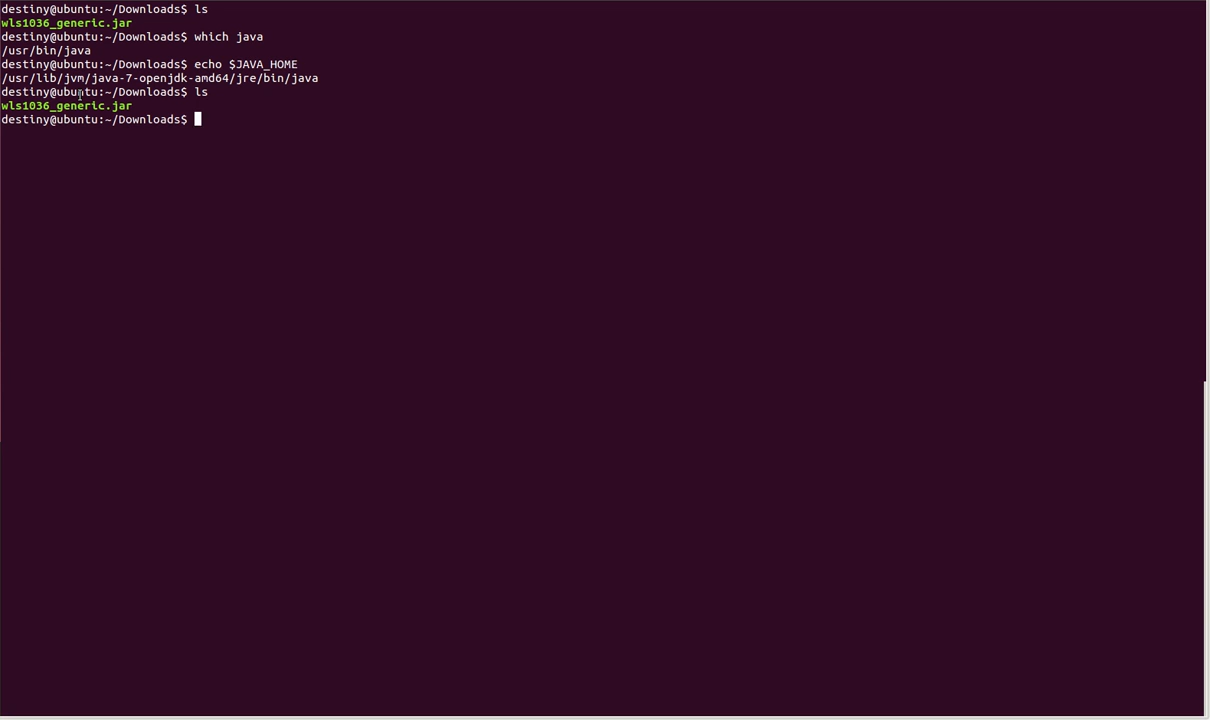 destiny@ubuntu:~/Downloads$ ls
wls1036_generic.jar
destiny@ubuntu:~/Downloads$ which java
/usr/bin/java
destiny@ubuntu:~/Downloads$ echo $JAVA_HOME
/usr/lib/jvm/java-7-openjdk-amd64/jre/bin/java
destiny@ubuntu:~/Downloads$ ls
wls1036_generic.jar
destiny@ubuntu:~/Downloads$